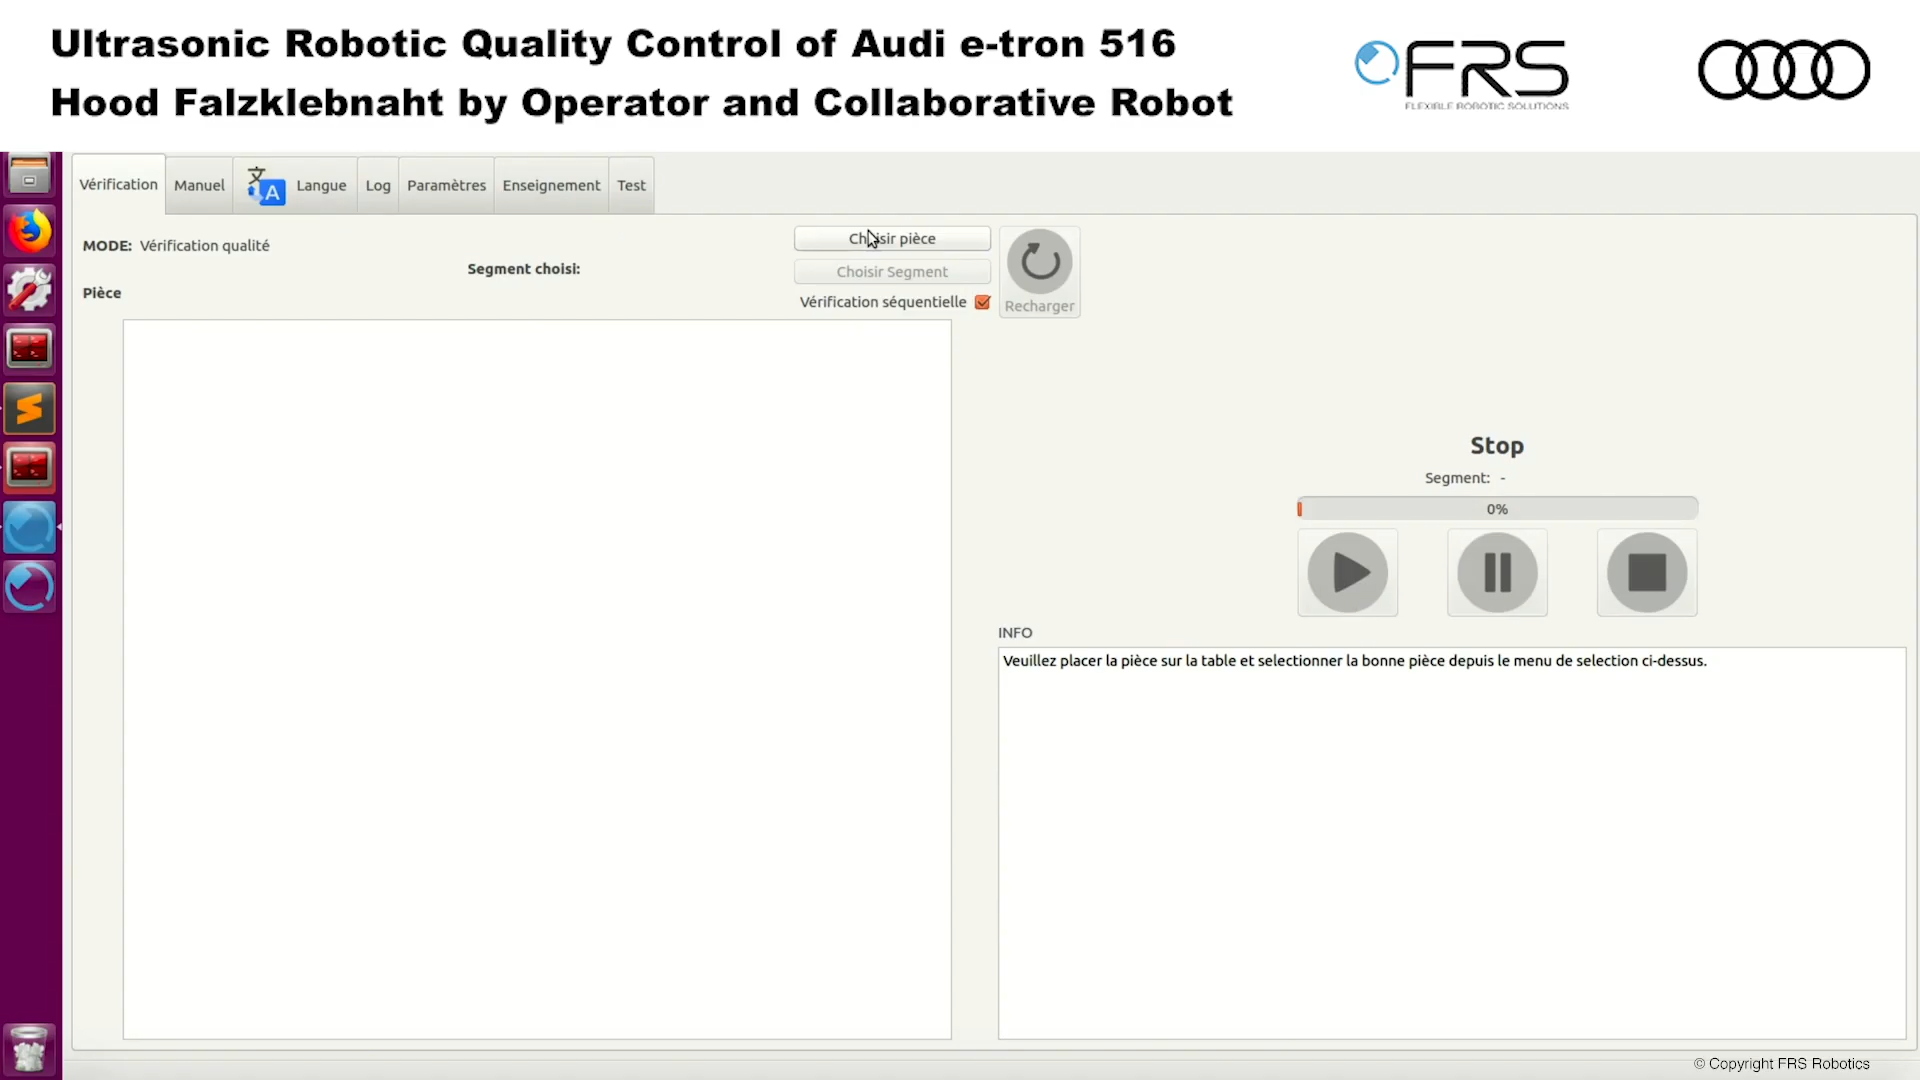 Ultrasonic Robotic Quality Control of Audi e-tron 516
Hood Falzklebnaht by Operator and Collaborative Robot
FRS
FLEXIBLE ROBOTIC SOLUTIONS
Vérification
Manuel
Langue
Log
Paramètres
Enseignement
Test
MODE: Vérification qualité
Segment choisi:
Pièce
Choisir pièce
Choisir Segment
Vérification séquentielle
Recharger
Stop
Segment: -
0%
INFO
Veuillez placer la pièce sur la table et selectionner la bonne pièce depuis le menu de selection ci-dessus.
© Copyright FRS Robotics